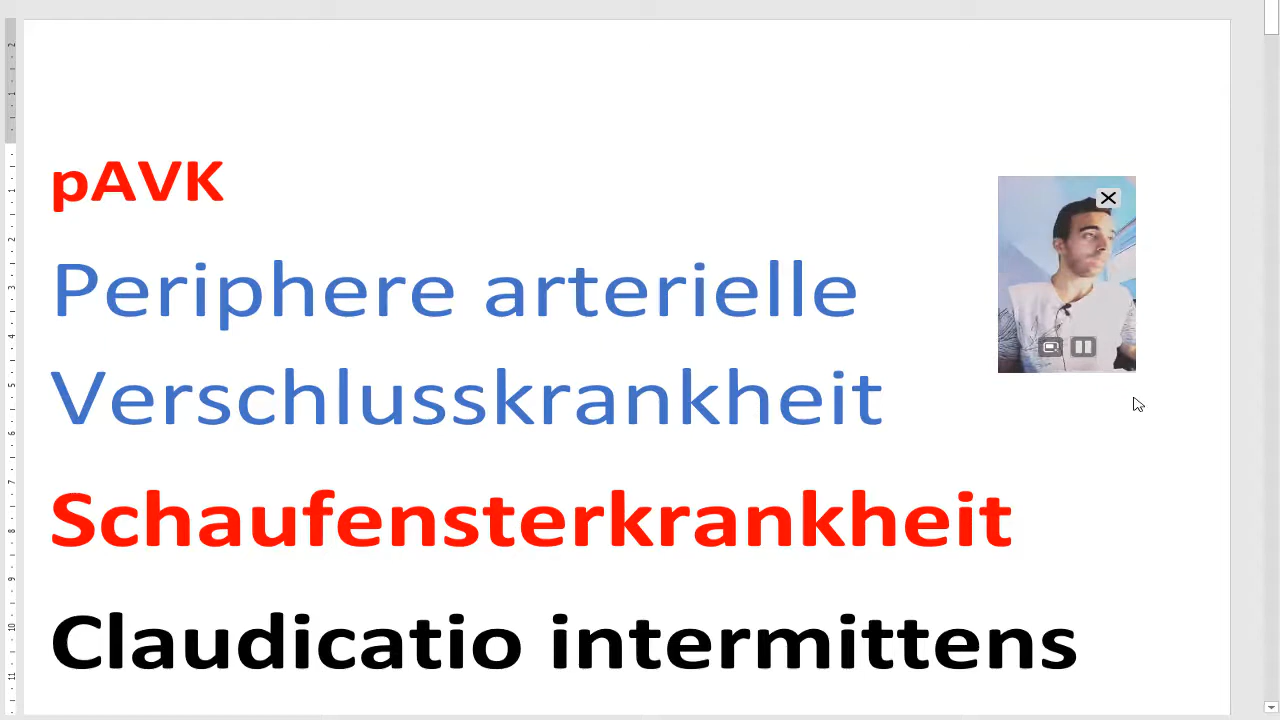 pAVK
Periphere arterielle
Verschlusskrankheit
Schaufensterkrankheit
Claudicatio intermittens